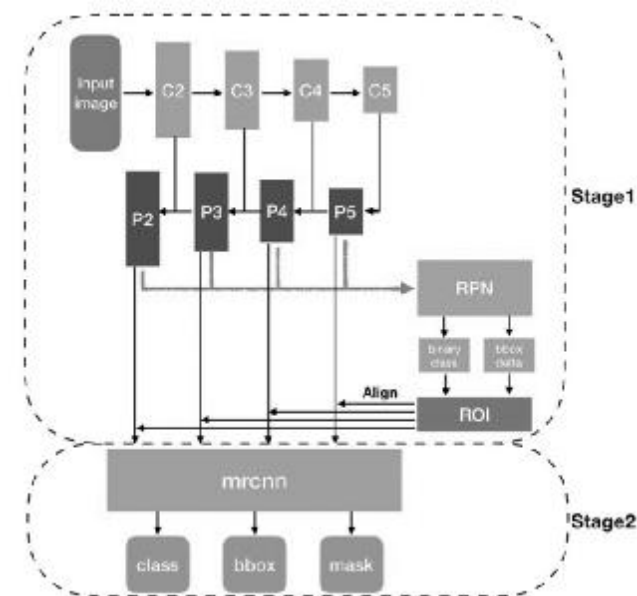 Input
image
C2
C3
C4
C5
P2
P3
P4
P5
Stage1
RPN
binary
class
bbox
delta
Align
ROI
mrcnn
Stage2
class
bbox
mask